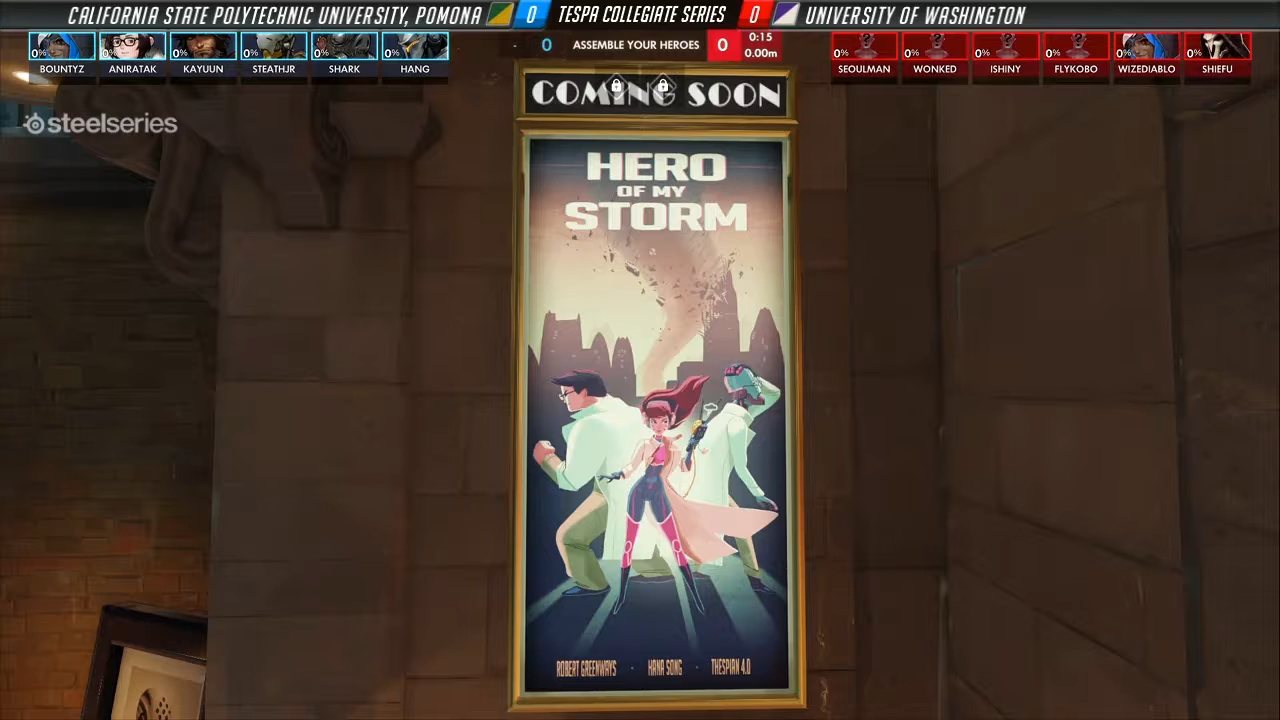 CALIFORNIA STATE POLYTECHNIC UNIVERSITY, POMONA 0 TESPA COLLEGIATE SERIES 0 UNIVERSITY OF WASHINGTON
0% 0% 0% 0% 0% 0% - 0 ASSEMBLE YOUR HEROES 0 0:15 0% 0% 0% 0% 0% 0%
0.00m
BOUNTYZ ANIRATAK KAYUUN STEATHJR SHARK HANG SEOULMAN WONKED ISHINY FLYKOBO WIZEDIABLO SHIEFU
COMING SOON
steelseries
HERO
OF MY
STORM
ROBERT GREENWAYS · HANA SONG · THESPIAN 4.0